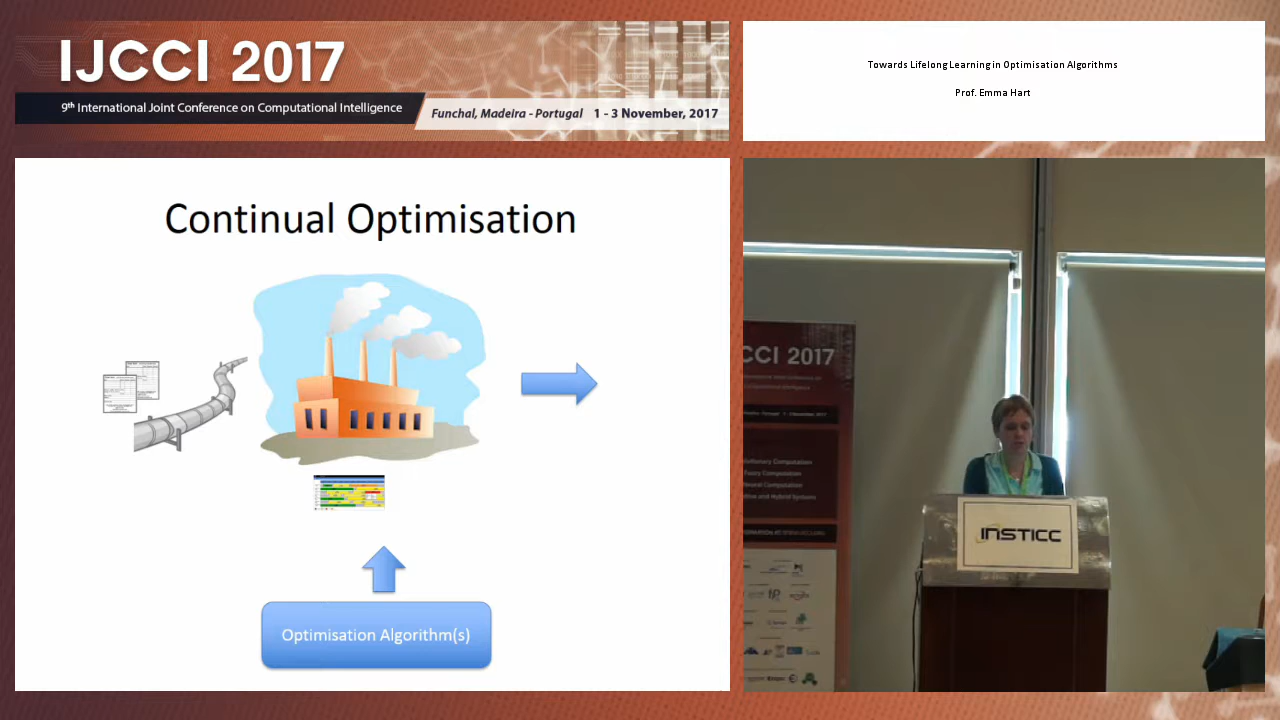 IJCCI 2017
9th International Joint Conference on Computational Intelligence
Funchal, Madeira - Portugal 1 - 3 November, 2017
Towards Lifelong Learning in Optimisation Algorithms
Prof. Emma Hart
Continual Optimisation
Optimisation Algorithm(s)
CCI 2017
INSTICC